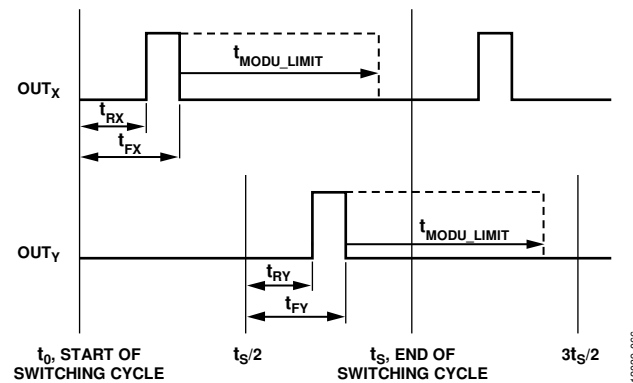 OUTX
tMODU_LIMIT
tRX
tFX
OUTY
tMODU_LIMIT
tRY
tFY
t0, START OF
SWITCHING CYCLE
tS/2
tS, END OF
SWITCHING CYCLE
3tS/2